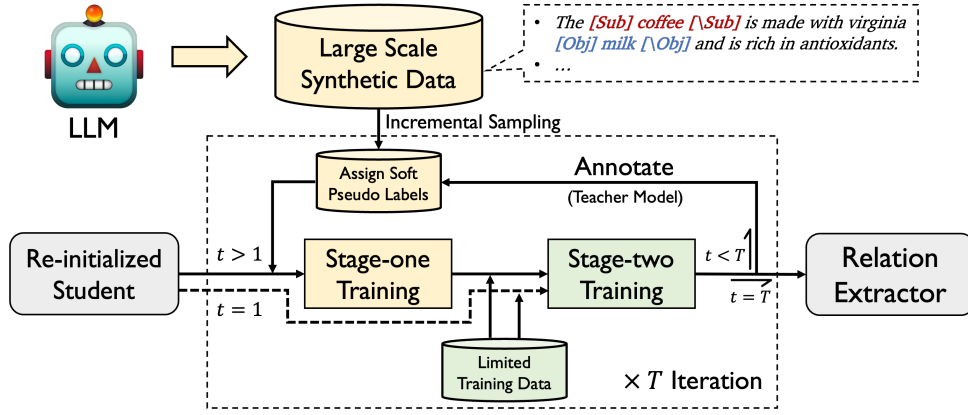 • The [Sub] coffee [\Sub] is made with virginia
[Obj] milk [\Obj] and is rich in antioxidants.
• ...
Large Scale
Synthetic Data
LLM
Incremental Sampling
Assign Soft
Pseudo Labels
Annotate
(Teacher Model)
Re-initialized
Student
t > 1
t = 1
Stage-one
Training
Stage-two
Training
t < T
t = T
Relation
Extractor
Limited
Training Data
× T Iteration